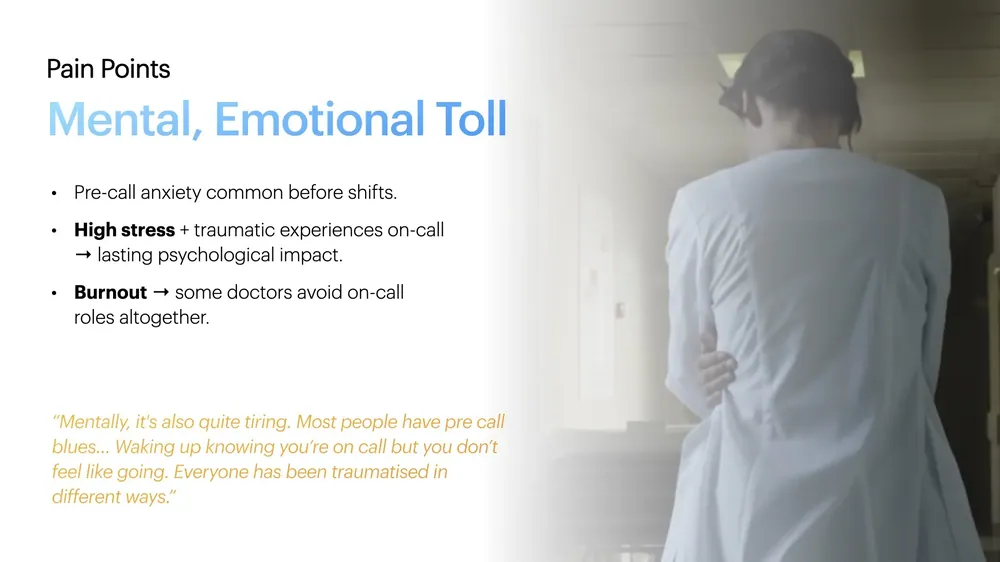 Pain Points
Mental, Emotional Toll
• Pre-call anxiety common before shifts.
• High stress + traumatic experiences on-call
→ lasting psychological impact.
• Burnout → some doctors avoid on-call
roles altogether.
“Mentally, it's also quite tiring. Most people have pre call
blues... Waking up knowing you’re on call but you don’t
feel like going. Everyone has been traumatised in
different ways.”